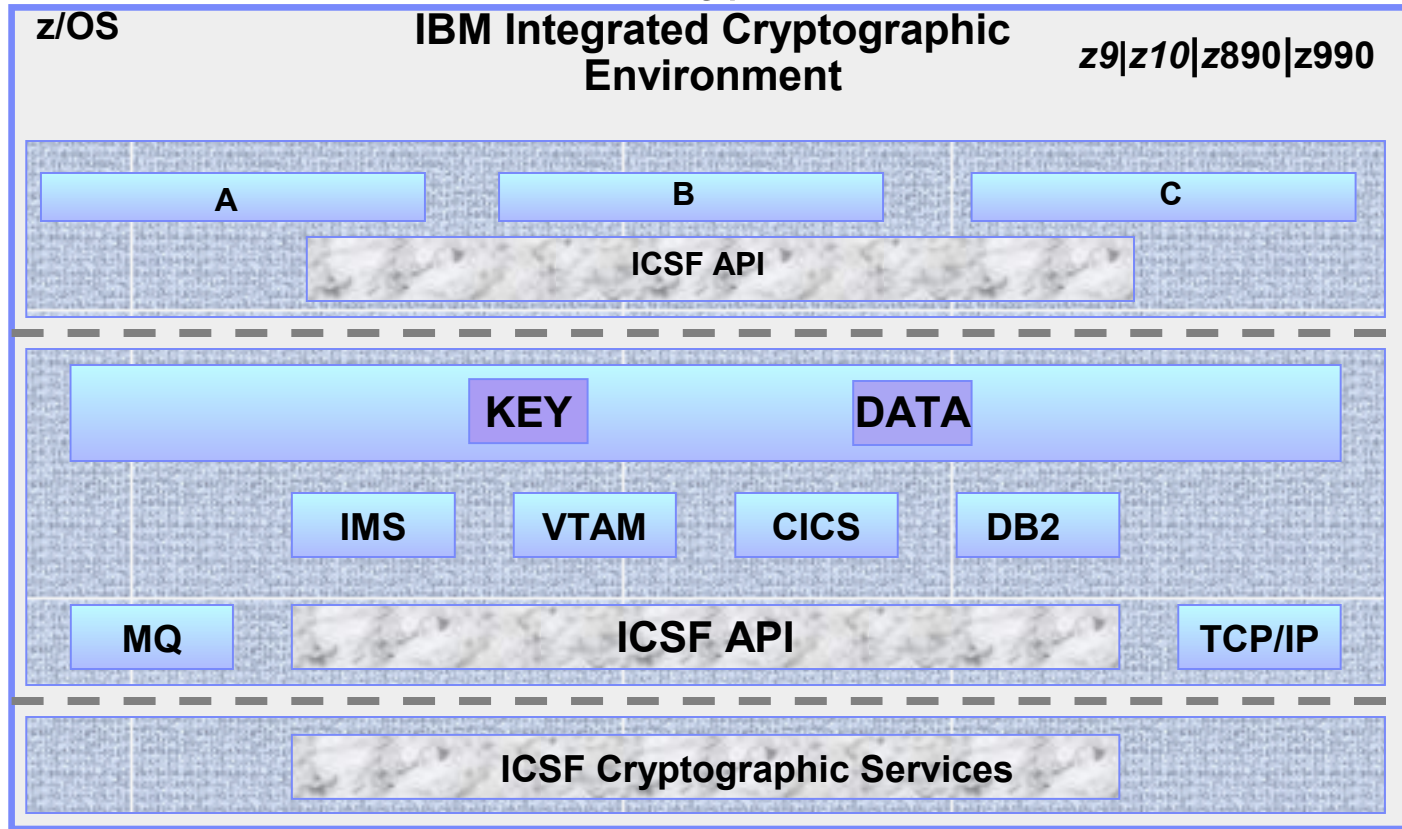 z/OS
IBM Integrated Cryptographic
Environment
z9|z10|z890|z990
A
B
C
ICSF API
KEY
DATA
IMS
VTAM
CICS
DB2
MQ
ICSF API
TCP/IP
ICSF Cryptographic Services